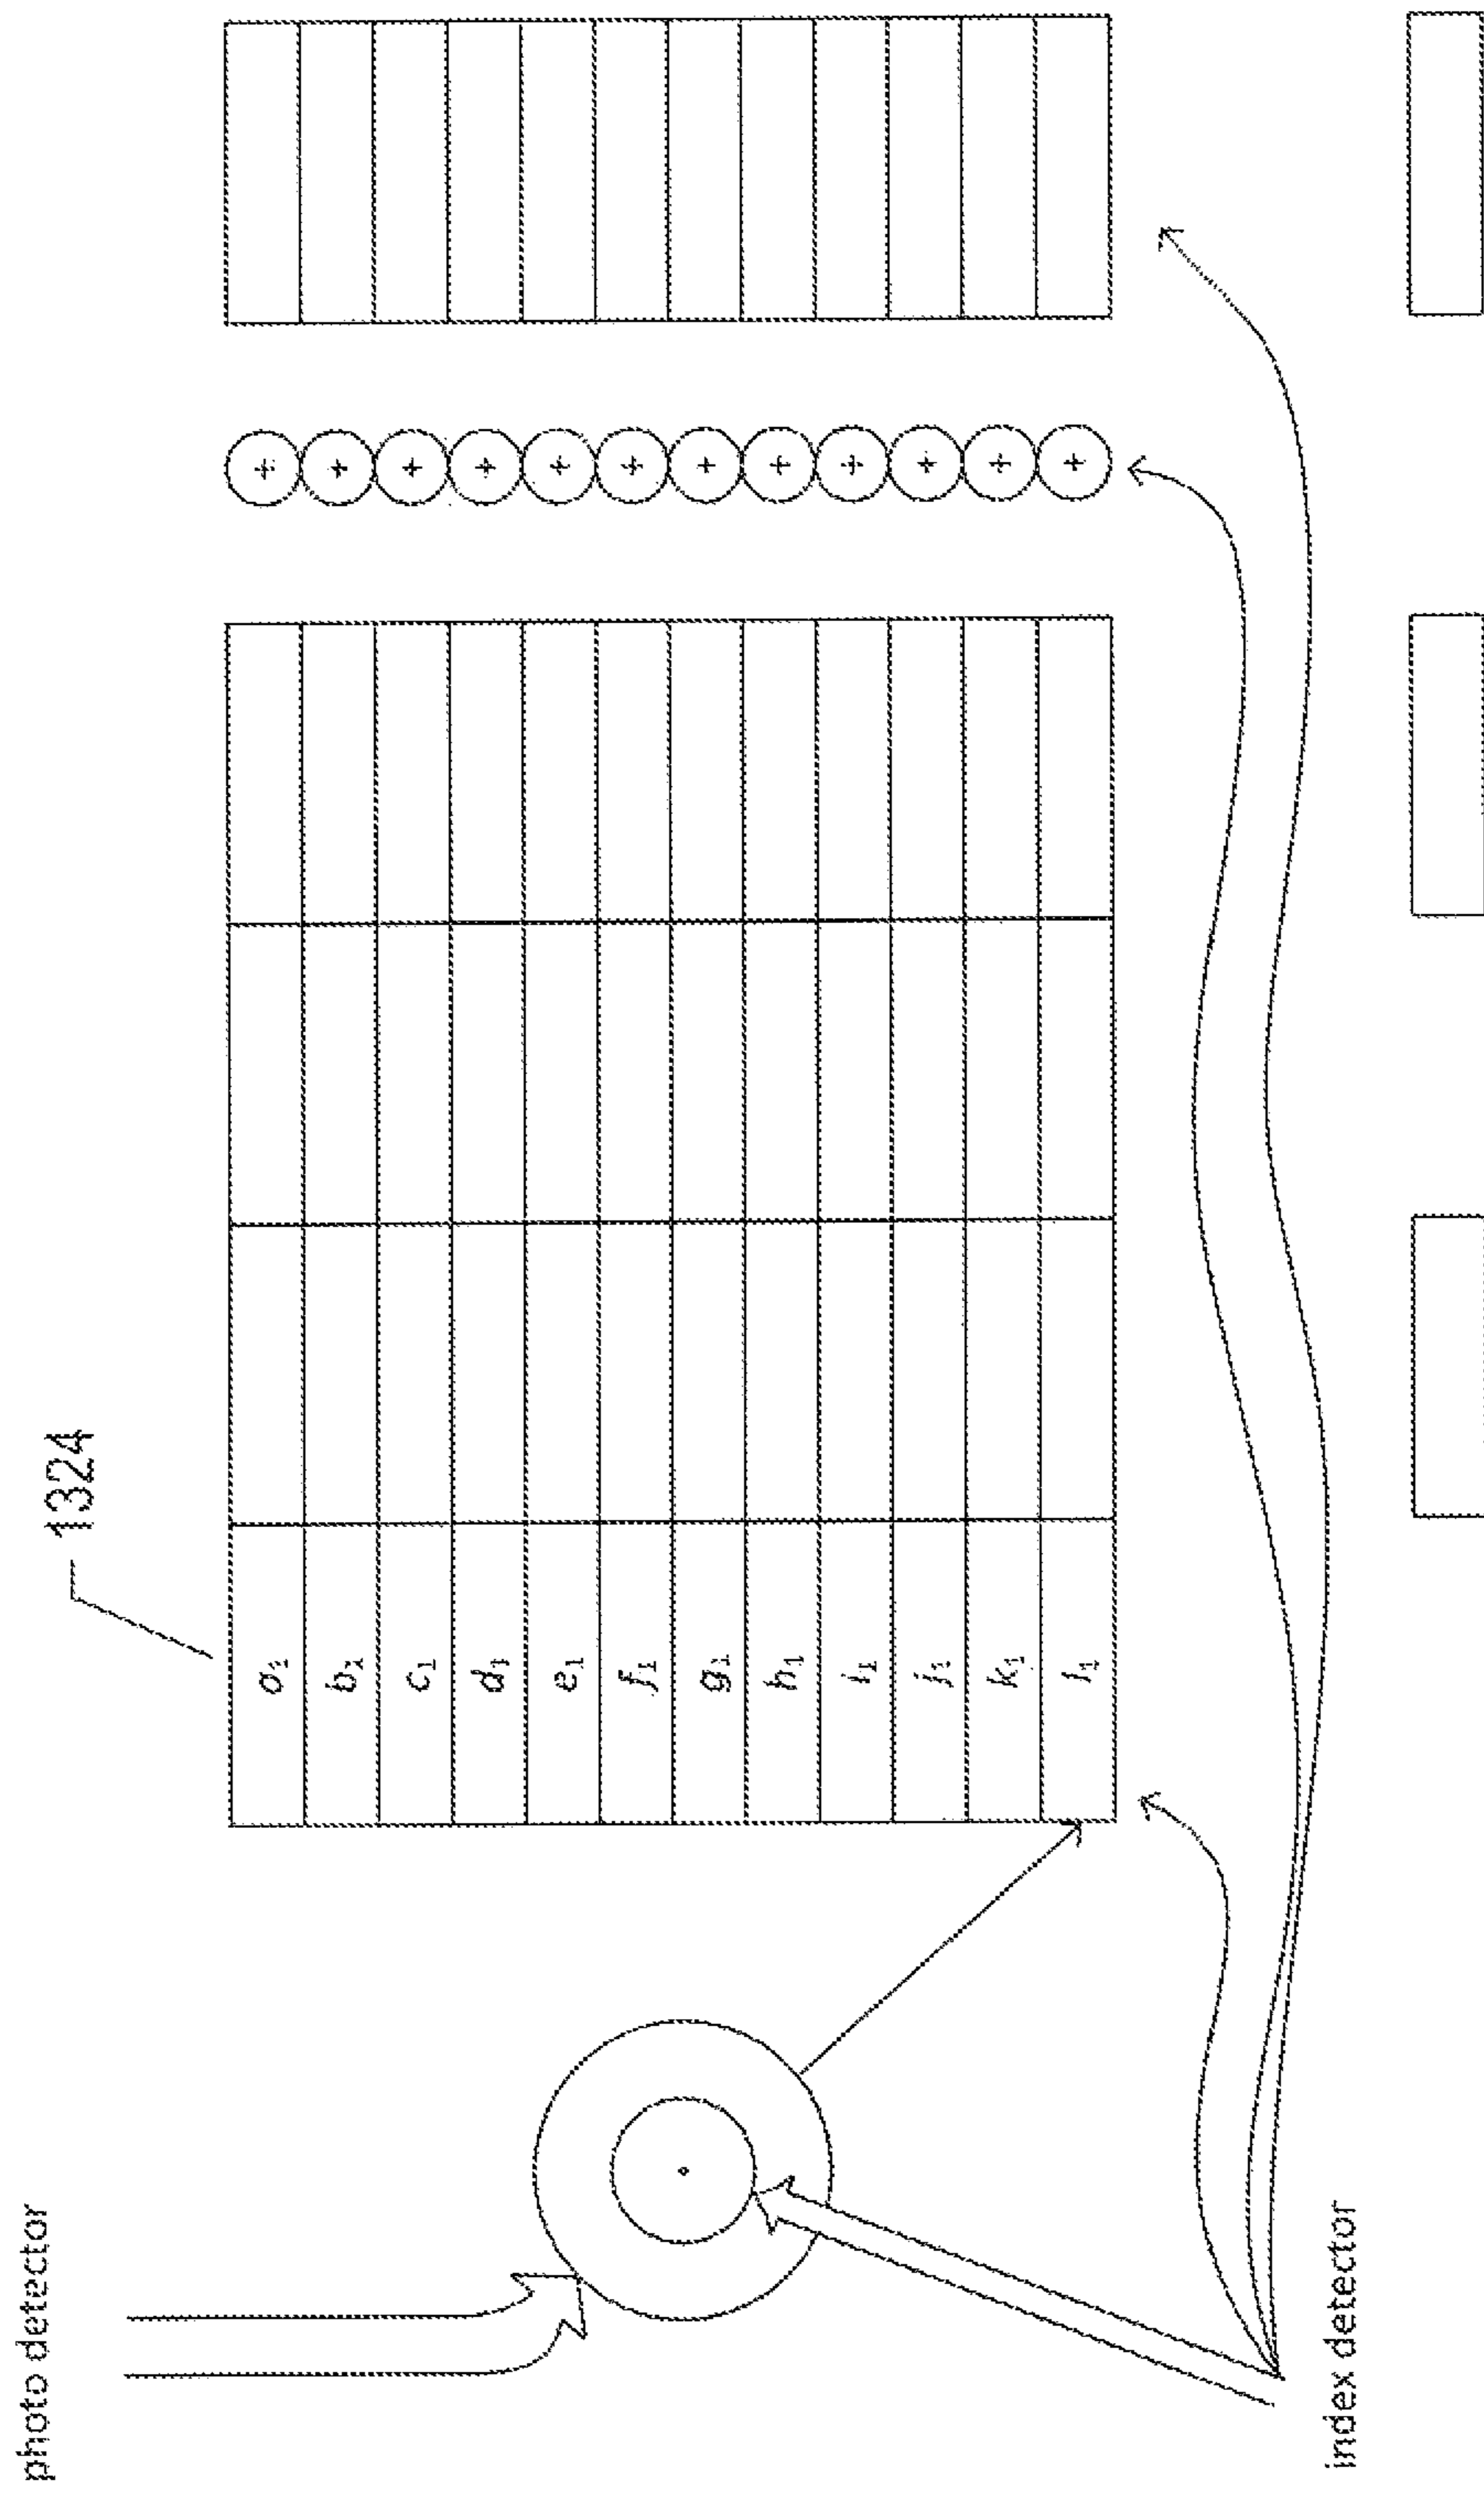 photo detector
1324
a₁
b₁
c₁
d₁
e₁
f₁
g₁
h₁
i₁
j₁
k₁
l₁
+ + + + + + + + + + + +
index detector